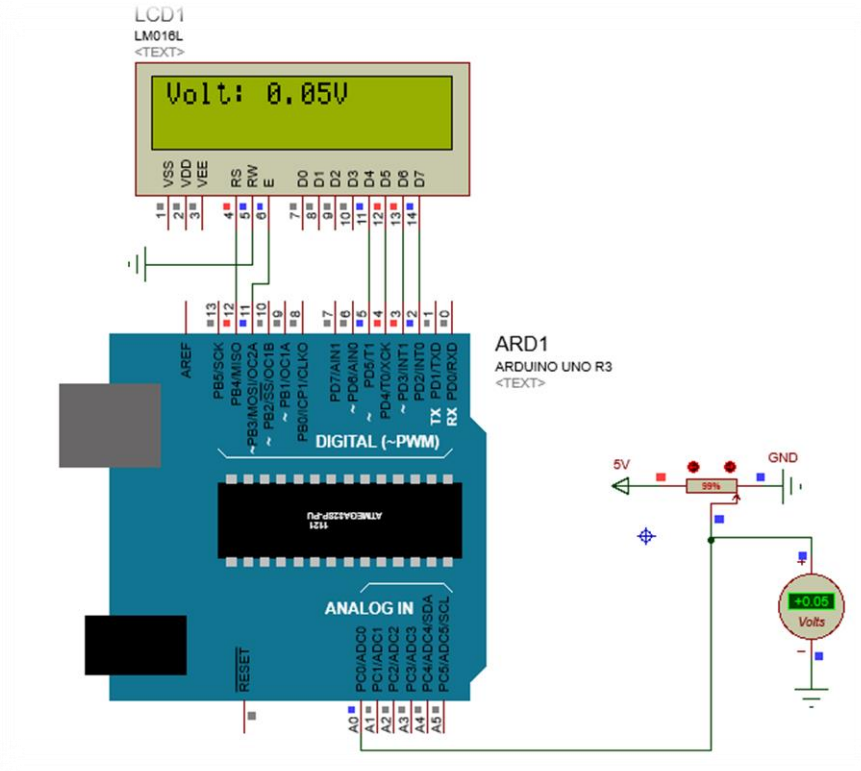 LCD1
LM016L
<TEXT>
Volt: 0.05V
VSS
VDD
VEE
RS
RW
E
D0
D1
D2
D3
D4
D5
D6
D7
1
2
3
4
5
6
7
8
9
10
11
12
13
14
13
12
11
10
9
8
7
6
5
4
3
2
1
0
AREF
PB5/SCK
PB4/MISO
~PB3/MOSI/OC2A
~PB2/SS/OC1B
~PB1/OC1A
PB0/ICP1/CLKO
PD7/AIN1
~PD6/AIN0
~PD5/T1
PD4/T0/XCK
~PD3/INT1
PD2/INT0
TX PD1/TXD
RX PD0/RXD
DIGITAL (~PWM)
ARD1
ARDUINO UNO R3
<TEXT>
ATMEGA328P-PU
1121
ANALOG IN
RESET
PC0/ADC0
PC1/ADC1
PC2/ADC2
PC3/ADC3
PC4/ADC4/SDA
PC5/ADC5/SCL
A0
A1
A2
A3
A4
A5
5V
99%
GND
+0.05
Volts